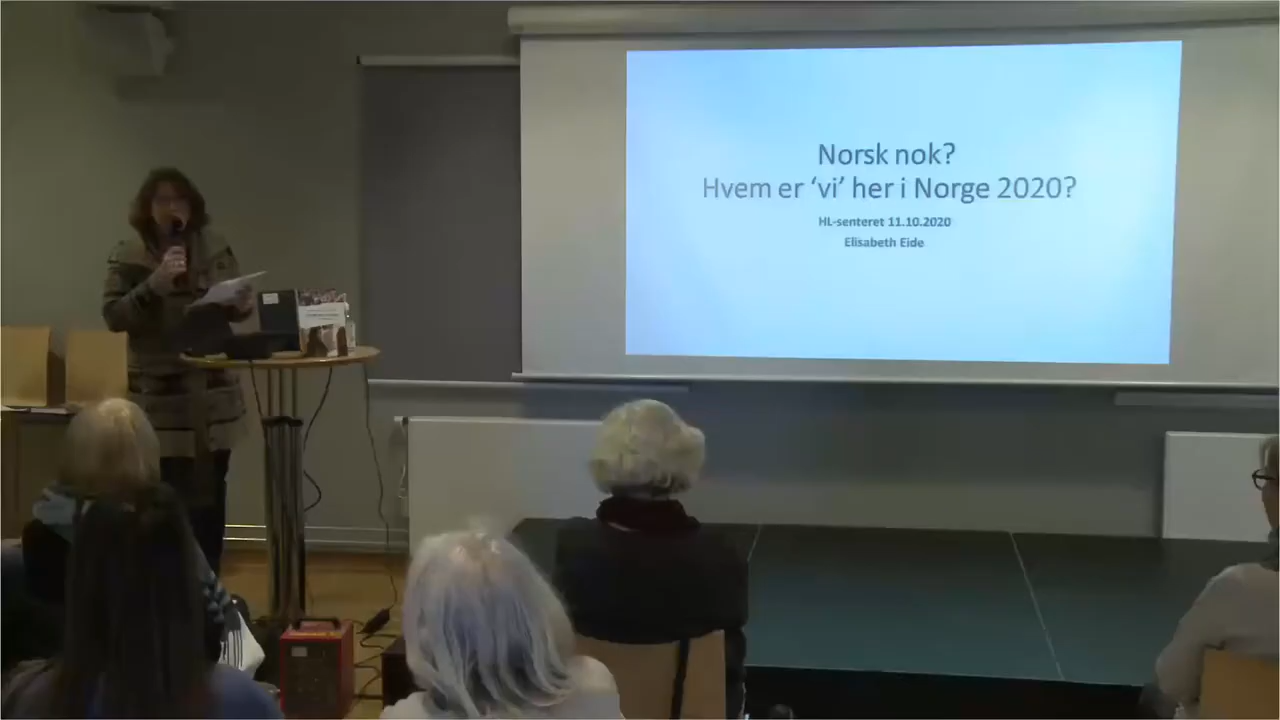 Norsk nok?
Hvem er ‘vi’ her i Norge 2020?
HL-senteret 11.10.2020
Elisabeth Eide